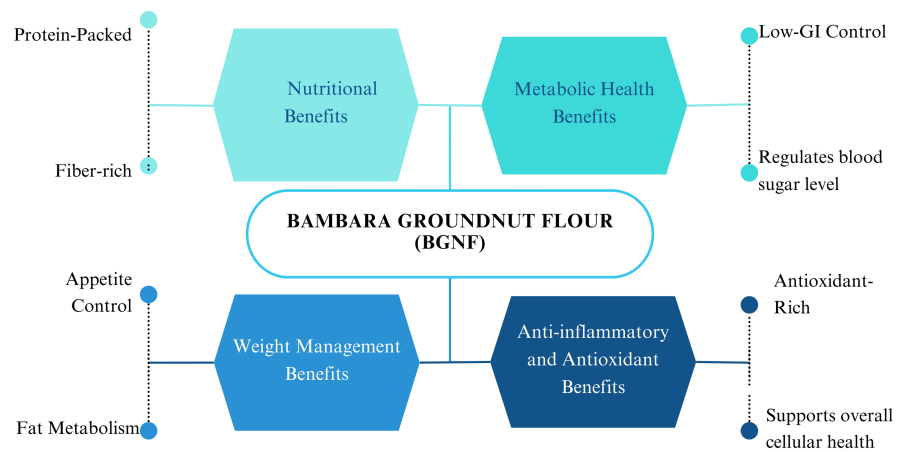 Protein-Packed
Fiber-rich
Nutritional
Benefits
Metabolic Health
Benefits
Low-GI Control
Regulates blood
sugar level
BAMBARA GROUNDNUT FLOUR
(BGNF)
Appetite
Control
Fat Metabolism
Weight Management
Benefits
Anti-inflammatory
and Antioxidant
Benefits
Antioxidant-
Rich
Supports overall
cellular health